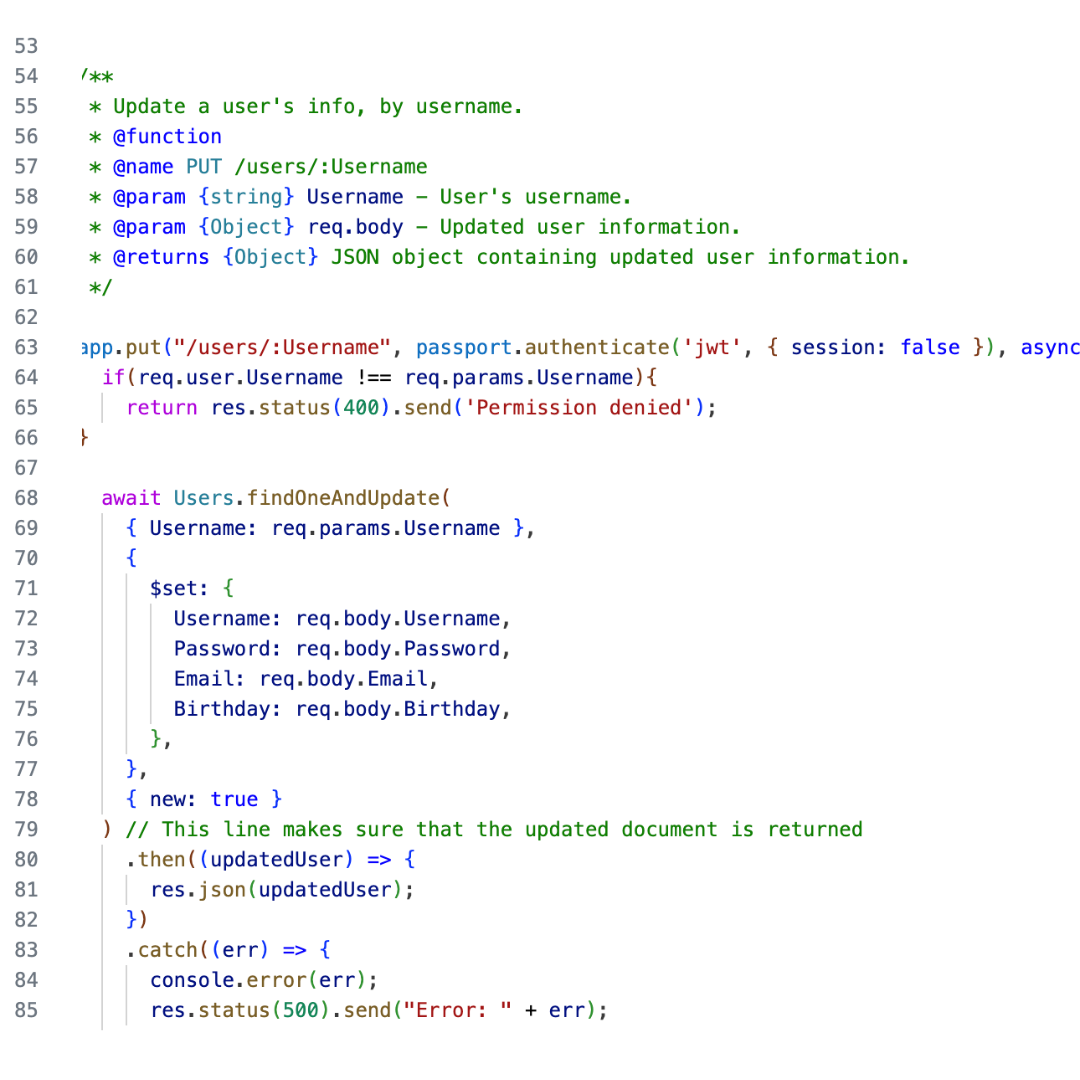 53
54 /**
55 * Update a user's info, by username.
56 * @function
57 * @name PUT /users/:Username
58 * @param {string} Username – User's username.
59 * @param {Object} req.body – Updated user information.
60 * @returns {Object} JSON object containing updated user information.
61 */
62
63 app.put("/users/:Username", passport.authenticate('jwt', { session: false }), async
64 if(req.user.Username !== req.params.Username){
65 return res.status(400).send('Permission denied');
66 }
67
68 await Users.findOneAndUpdate(
69 { Username: req.params.Username },
70 {
71 $set: {
72 Username: req.body.Username,
73 Password: req.body.Password,
74 Email: req.body.Email,
75 Birthday: req.body.Birthday,
76 },
77 },
78 { new: true }
79 ) // This line makes sure that the updated document is returned
80 .then((updatedUser) => {
81 res.json(updatedUser);
82 })
83 .catch((err) => {
84 console.error(err);
85 res.status(500).send("Error: " + err);